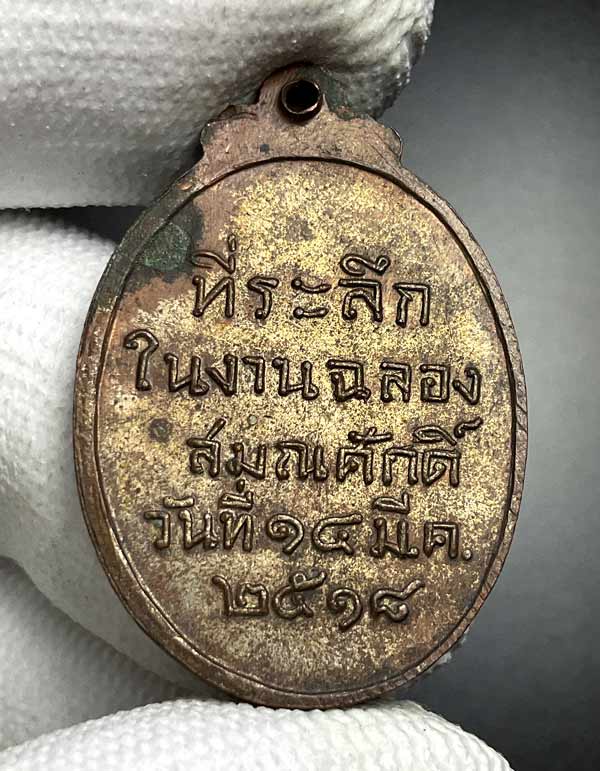 ที่ระลึก
ในงานฉลอง
สมณศักดิ์
วันที่ ๑๔ มี.ค.
๒๕๑๘